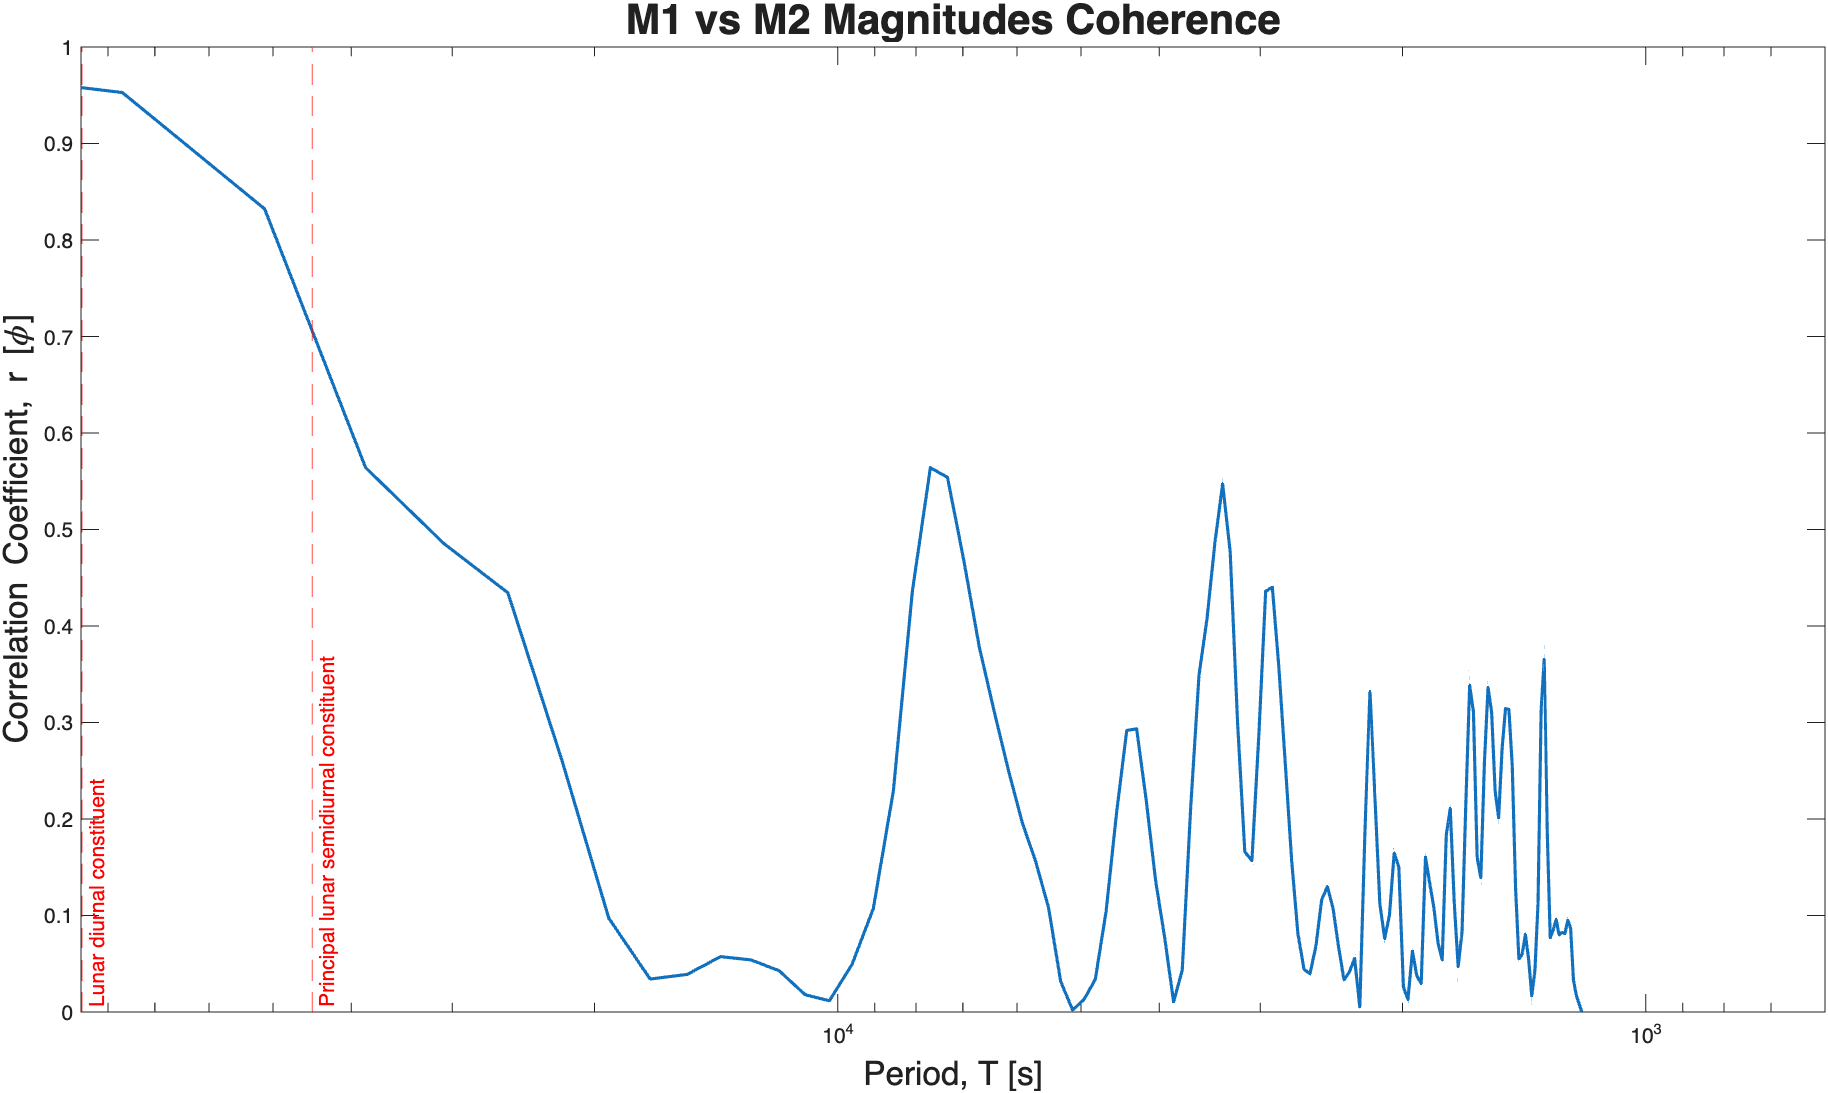 M1 vs M2 Magnitudes Coherence
1
0.9
0.8
0.7
0.6
0.5
0.4
0.3
0.2
0.1
0
Correlation Coefficient, r [ϕ]
Lunar diurnal constituent
Principal lunar semidiurnal constituent
10⁴
10³
Period, T [s]